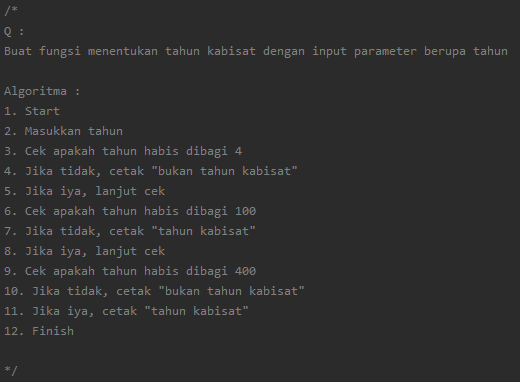 /*
Q :
Buat fungsi menentukan tahun kabisat dengan input parameter berupa tahun
Algoritma :
1. Start
2. Masukkan tahun
3. Cek apakah tahun habis dibagi 4
4. Jika tidak, cetak "bukan tahun kabisat"
5. Jika iya, lanjut cek
6. Cek apakah tahun habis dibagi 100
7. Jika tidak, cetak "tahun kabisat"
8. Jika iya, lanjut cek
9. Cek apakah tahun habis dibagi 400
10. Jika tidak, cetak "bukan tahun kabisat"
11. Jika iya, cetak "tahun kabisat"
12. Finish
*/